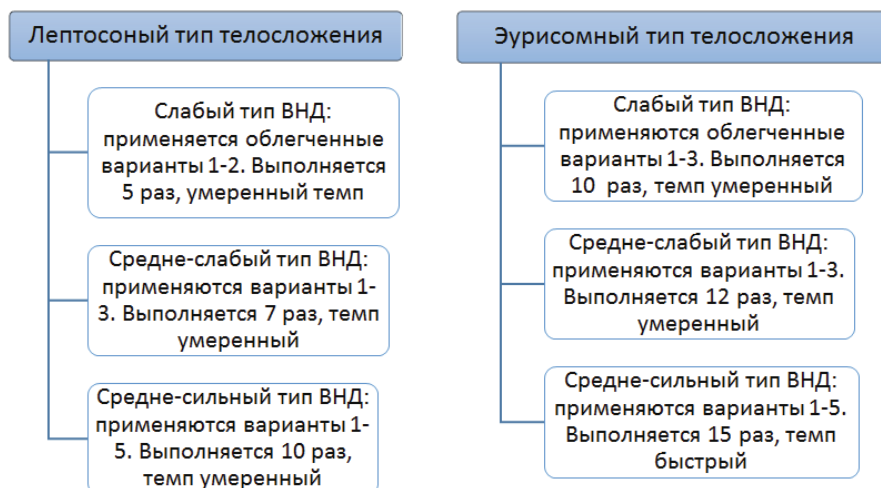 Лептосоный тип телосложения
Слабый тип ВНД:
применяется облегченные
варианты 1-2. Выполняется
5 раз, умеренный темп
Средне-слабый тип ВНД:
применяются варианты 1-
3. Выполняется 7 раз, темп
умеренный
Средне-сильный тип ВНД:
применяются варианты 1-
5. Выполняется 10 раз,
темп умеренный
Эурисомный тип телосложения
Слабый тип ВНД:
применяются облегченные
варианты 1-3. Выполняется
10 раз, темп умеренный
Средне-слабый тип ВНД:
применяются варианты 1-3.
Выполняется 12 раз, темп
умеренный
Средне-сильный тип ВНД:
применяются варианты 1-5.
Выполняется 15 раз, темп
быстрый